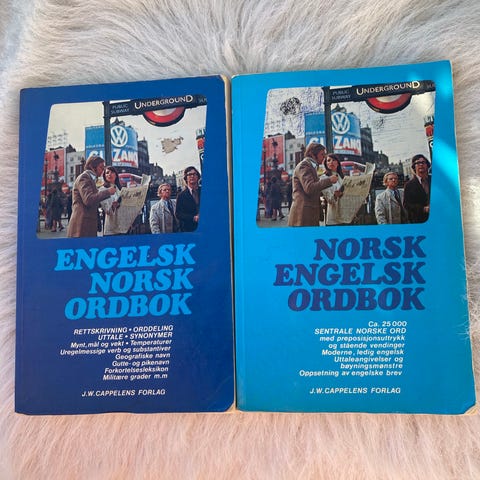 PUBLIC
SUBWAY
UNDERGROUND
ZANO
ENGELSK
NORSK
ORDBOK
RETTSKRIVNING • ORDDELING
UTTALE • SYNONYMER
Mynt, mål og vekt • Temperaturer
Uregelmessige verb og substantiver
Geografiske navn
Gutte- og pikenavn
Forkortelsesleksikon
Militære grader m.m
J.W. CAPPELENS FORLAG
PUBLIC
SUBWAY
UNDERGROUND
ZANO
NORSK
ENGELSK
ORDBOK
Ca. 25 000
SENTRALE NORSKE ORD
med preposisjonsuttrykk
og stående vendinger
Moderne, ledig engelsk
Uttaleangivelser og
bøyningsmønstre
Oppsetning av engelske brev
J.W. CAPPELENS FORLAG